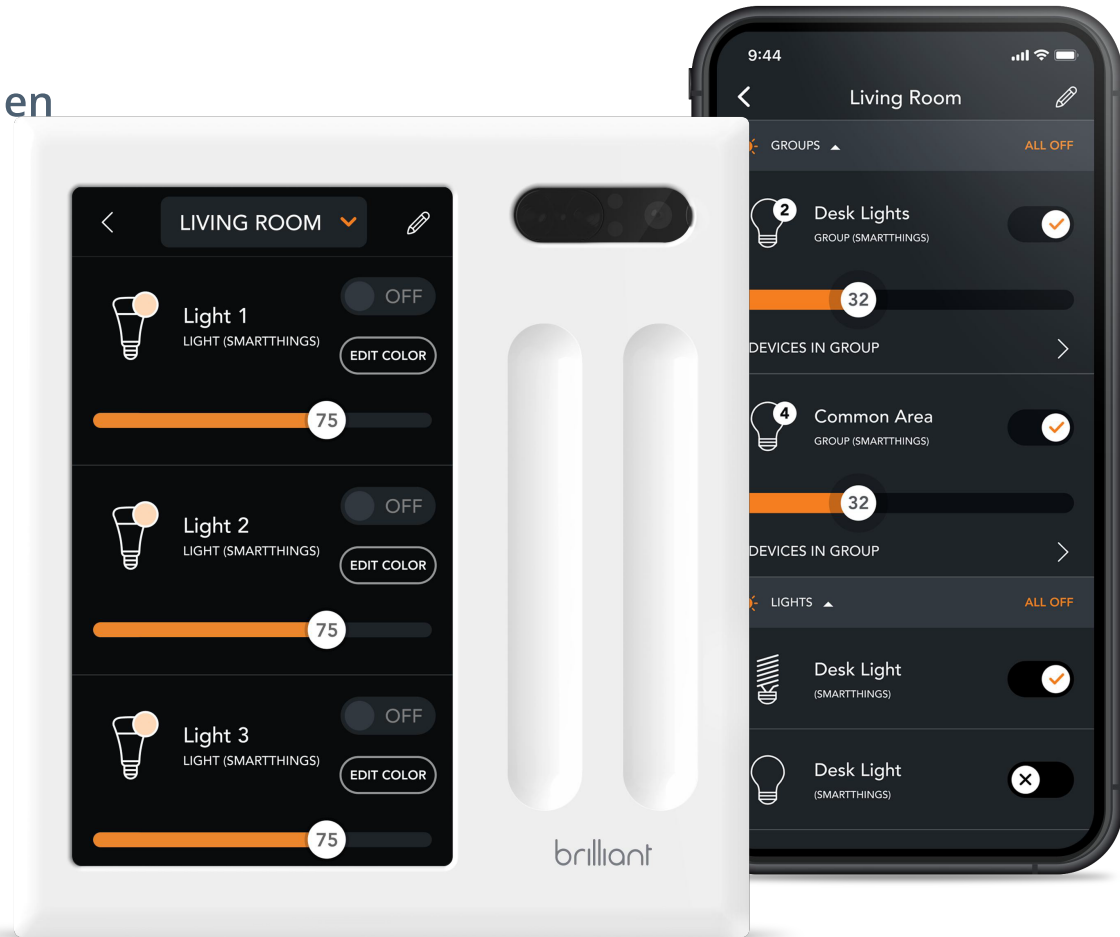 en
LIVING ROOM
Light 1
LIGHT (SMARTTHINGS)
OFF
EDIT COLOR
75
Light 2
LIGHT (SMARTTHINGS)
OFF
EDIT COLOR
75
Light 3
LIGHT (SMARTTHINGS)
OFF
EDIT COLOR
75
brilliant
9:44
Living Room
GROUPS
ALL OFF
2
Desk Lights
GROUP (SMARTTHINGS)
32
DEVICES IN GROUP
4
Common Area
GROUP (SMARTTHINGS)
32
DEVICES IN GROUP
LIGHTS
ALL OFF
Desk Light
(SMARTTHINGS)
Desk Light
(SMARTTHINGS)